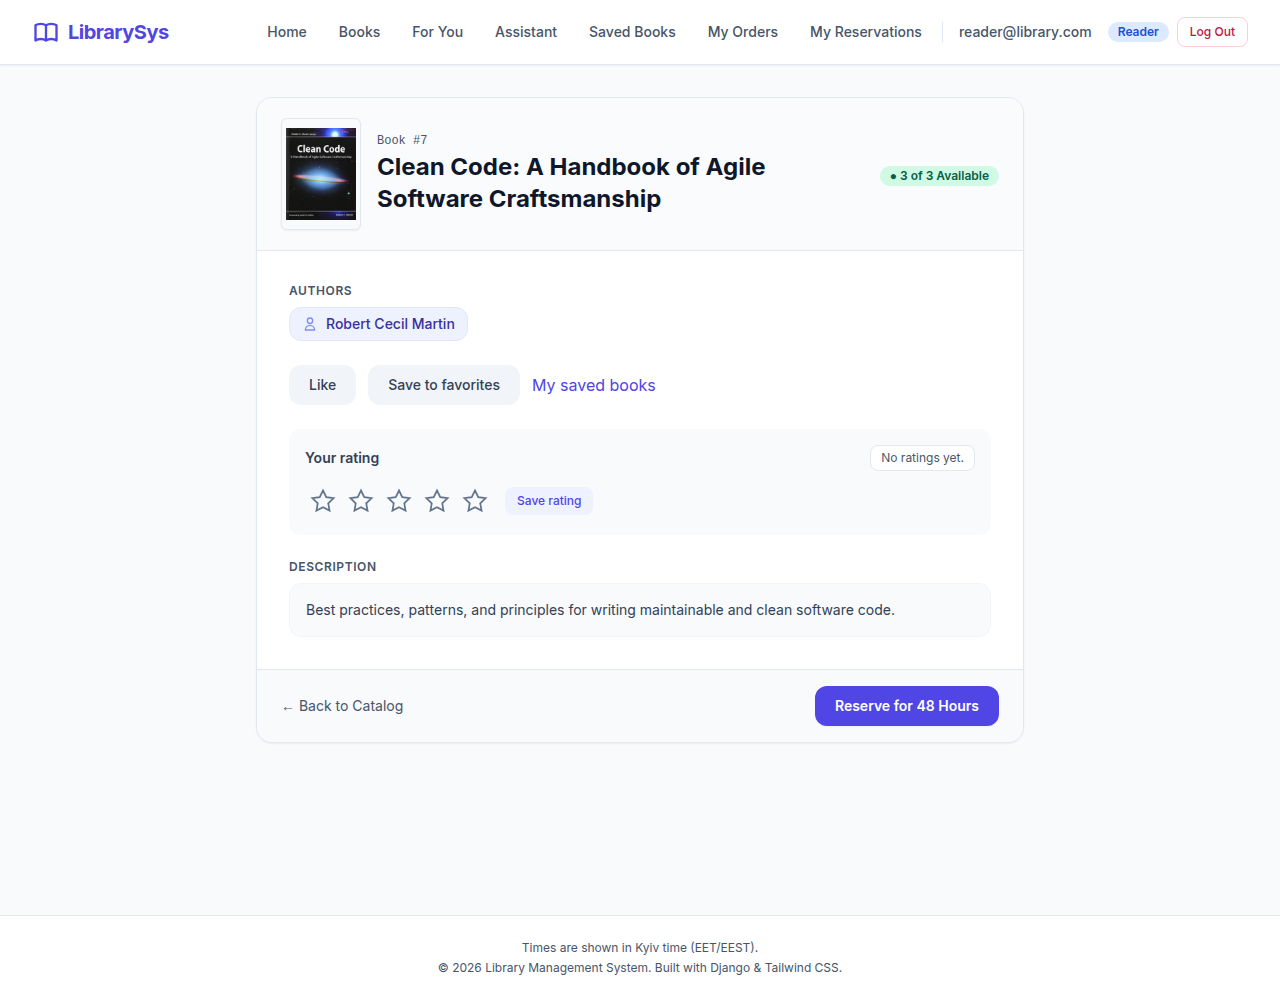 LibrarySys
Home
Books
For You
Assistant
Saved Books
My Orders
My Reservations
reader@library.com
Reader
Log Out
Clean Code
Book #7
Clean Code: A Handbook of Agile
Software Craftsmanship
● 3 of 3 Available
AUTHORS
Robert Cecil Martin
Like
Save to favorites
My saved books
Your rating
No ratings yet.
Save rating
DESCRIPTION
Best practices, patterns, and principles for writing maintainable and clean software code.
← Back to Catalog
Reserve for 48 Hours
Times are shown in Kyiv time (EET/EEST).
© 2026 Library Management System. Built with Django & Tailwind CSS.